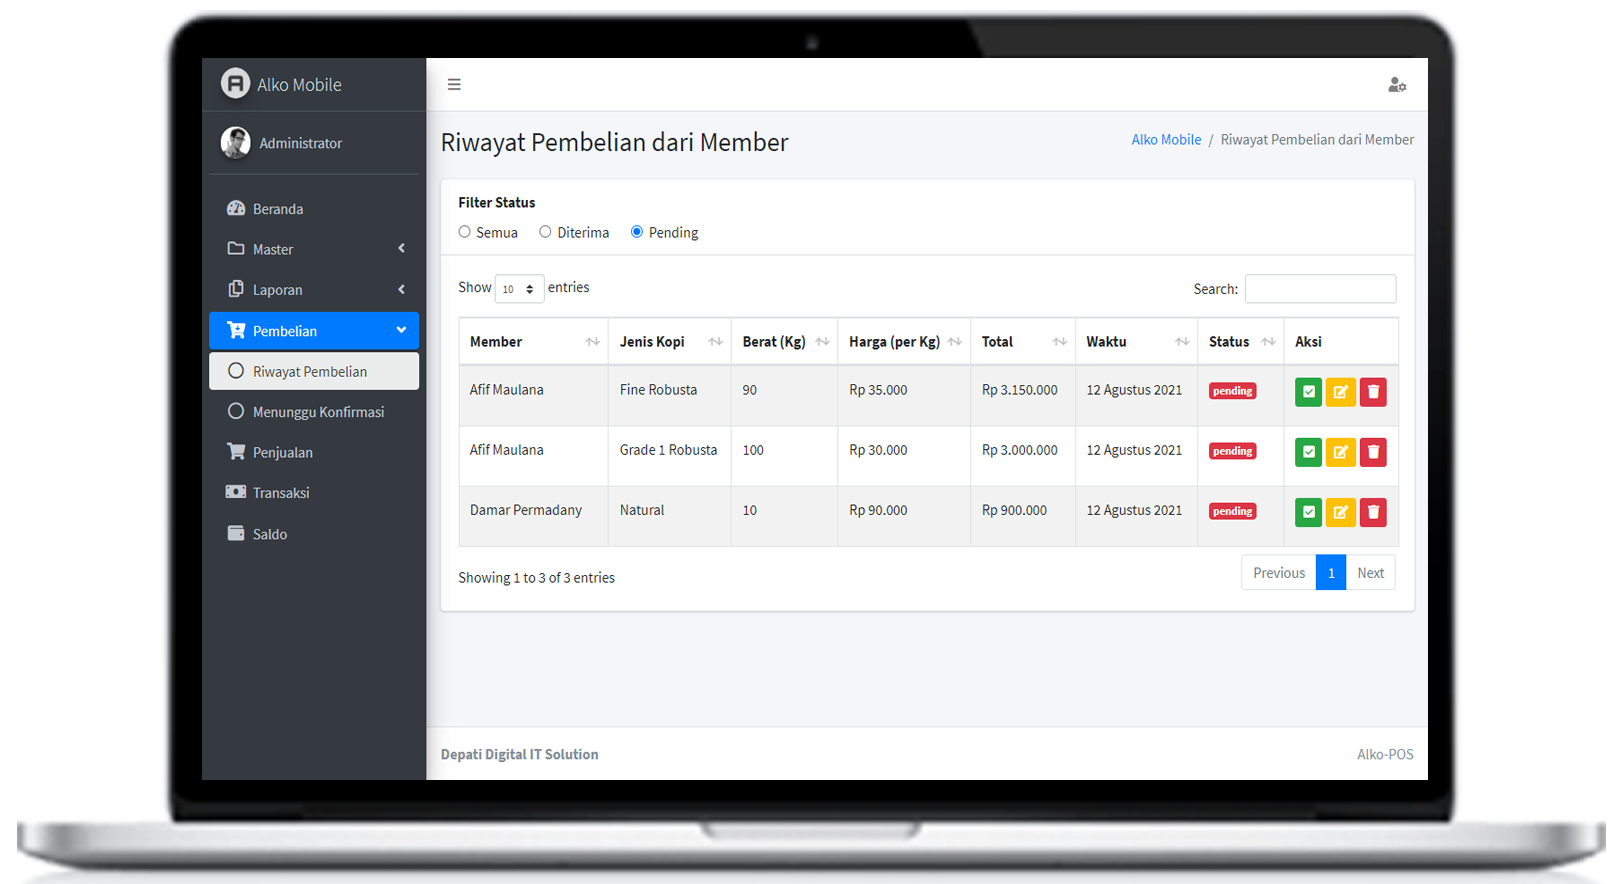 Alko Mobile
Administrator
Beranda
Master
Laporan
Pembelian
Riwayat Pembelian
Menunggu Konfirmasi
Penjualan
Transaksi
Saldo
Riwayat Pembelian dari Member
Alko Mobile / Riwayat Pembelian dari Member
Filter Status
Semua Diterima Pending
Show 10 entries Search:
Member Jenis Kopi Berat (Kg) Harga (per Kg) Total Waktu Status Aksi
Afif Maulana Fine Robusta 90 Rp 35.000 Rp 3.150.000 12 Agustus 2021 pending
Afif Maulana Grade 1 Robusta 100 Rp 30.000 Rp 3.000.000 12 Agustus 2021 pending
Damar Permadany Natural 10 Rp 90.000 Rp 900.000 12 Agustus 2021 pending
Showing 1 to 3 of 3 entries Previous 1 Next
Depati Digital IT Solution Alko-POS